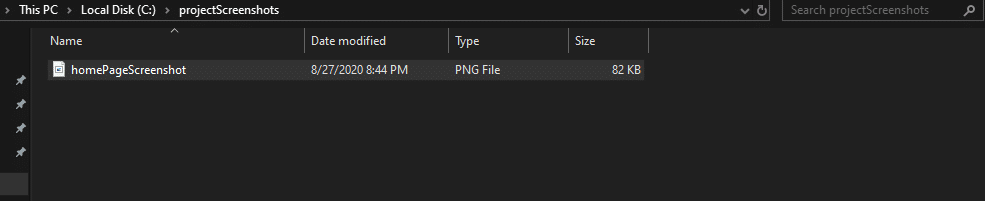 This PC > Local Disk (C:) > projectScreenshots Search projectScreenshots
Name Date modified Type Size
homePageScreenshot 8/27/2020 8:44 PM PNG File 82 KB